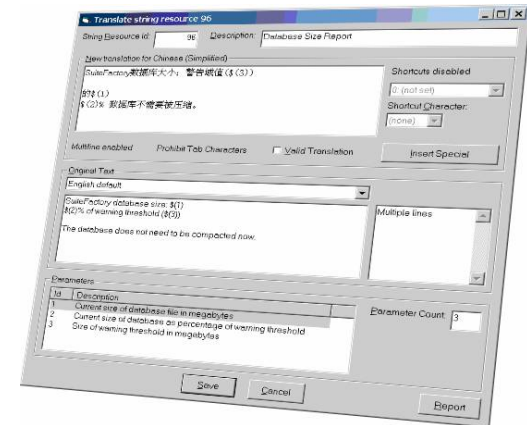 Translate string resource 96
String Resource Id: 96 Description: Database Size Report
New translation for Chinese (Simplified)
SuiteFactory数据库大小: 警告阈值($(3))
的$(1)
$(2)% 数据库不需要被压缩。
Shortcuts disabled
0: (not set)
Shortcut Character:
(none)
Multiline enabled Prohibit Tab Characters Valid Translation Insert Special
Original Text
English default
SuiteFactory database size: $(1)
$(2)% of warning threshold ($(3))
The database does not need to be compacted now.
Multiple lines
Parameters
Id Description
1 Current size of database file in megabytes
2 Current size of database as percentage of warning threshold
3 Size of warning threshold in megabytes
Parameter Count: 3
Save Cancel Report